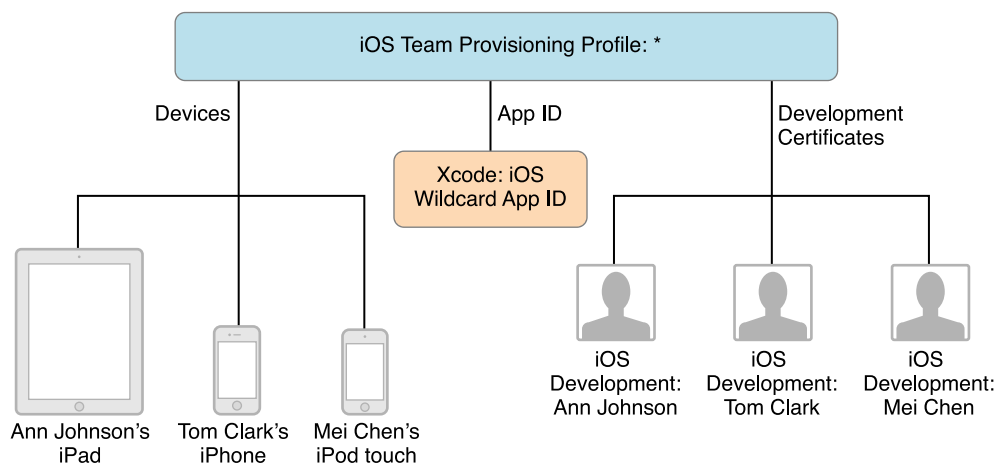 iOS Team Provisioning Profile: *
Devices
App ID
Development
Certificates
Xcode: iOS
Wildcard App ID
Ann Johnson's
iPad
Tom Clark's
iPhone
Mei Chen's
iPod touch
iOS
Development:
Ann Johnson
iOS
Development:
Tom Clark
iOS
Development:
Mei Chen